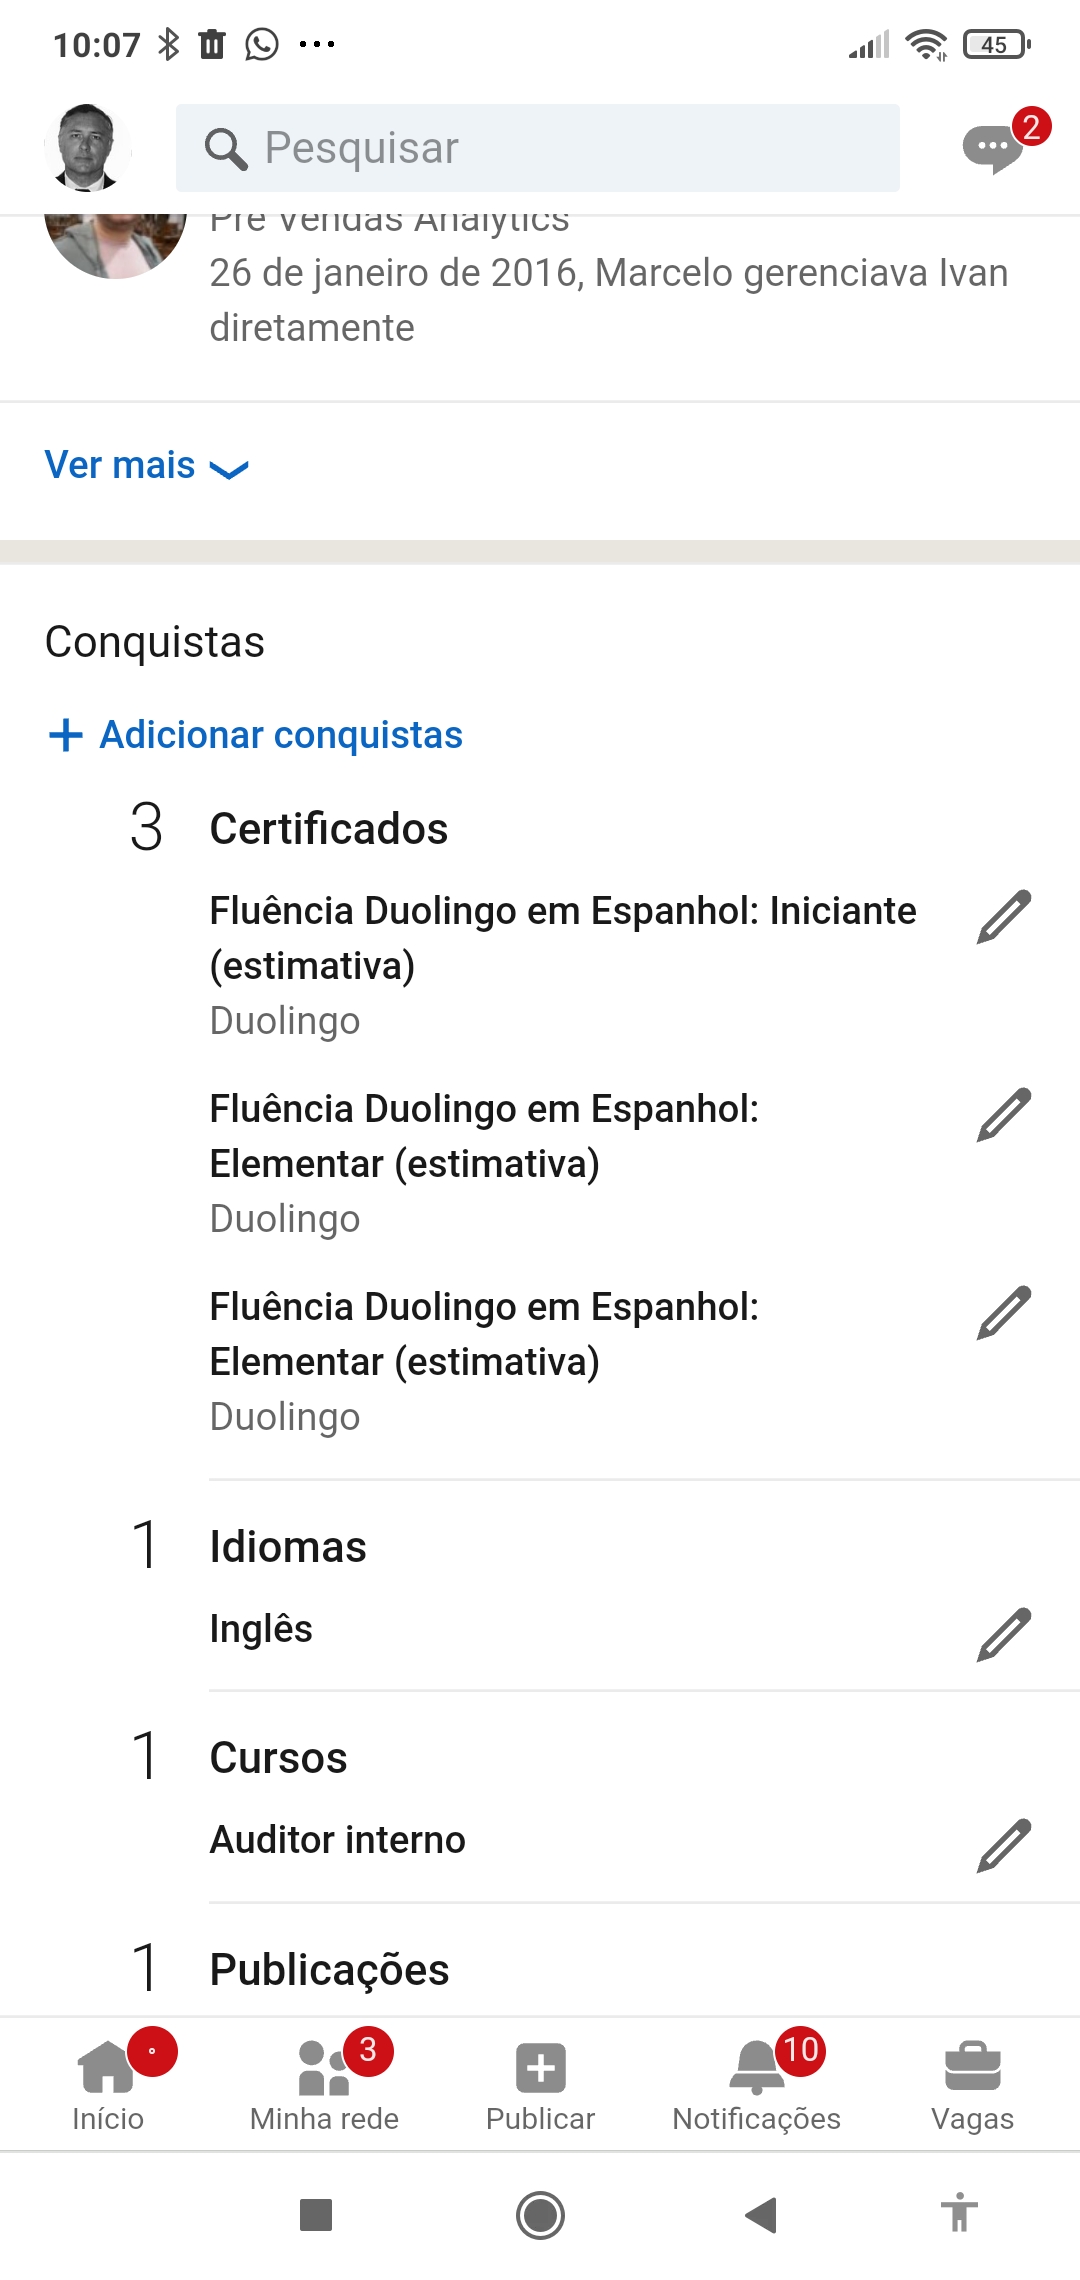 10:07
45
Pesquisar
2
Pré Vendas Analytics
26 de janeiro de 2016, Marcelo gerenciava Ivan
diretamente
Ver mais
Conquistas
+ Adicionar conquistas
3 Certificados
Fluência Duolingo em Espanhol: Iniciante
(estimativa)
Duolingo
Fluência Duolingo em Espanhol:
Elementar (estimativa)
Duolingo
Fluência Duolingo em Espanhol:
Elementar (estimativa)
Duolingo
1 Idiomas
Inglês
1 Cursos
Auditor interno
1 Publicações
3
10
Início
Minha rede
Publicar
Notificações
Vagas